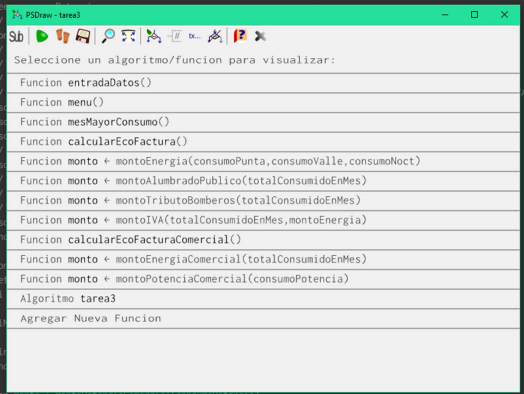 PSDraw - tarea3
Sub
Seleccione un algoritmo/funcion para visualizar:
Funcion entradaDatos()
Funcion menu()
Funcion mesMayorConsumo()
Funcion calcularEcoFactura()
Funcion monto ← montoEnergia(consumoPunta,consumoValle,consumoNoct)
Funcion monto ← montoAlumbradoPublico(totalConsumidoEnMes)
Funcion monto ← montoTributoBomberos(totalConsumidoEnMes)
Funcion monto ← montoIVA(totalConsumidoEnMes,montoEnergia)
Funcion calcularEcoFacturaComercial()
Funcion monto ← montoEnergiaComercial(totalConsumidoEnMes)
Funcion monto ← montoPotenciaComercial(consumoPotencia)
Algoritmo tarea3
Agregar Nueva Funcion